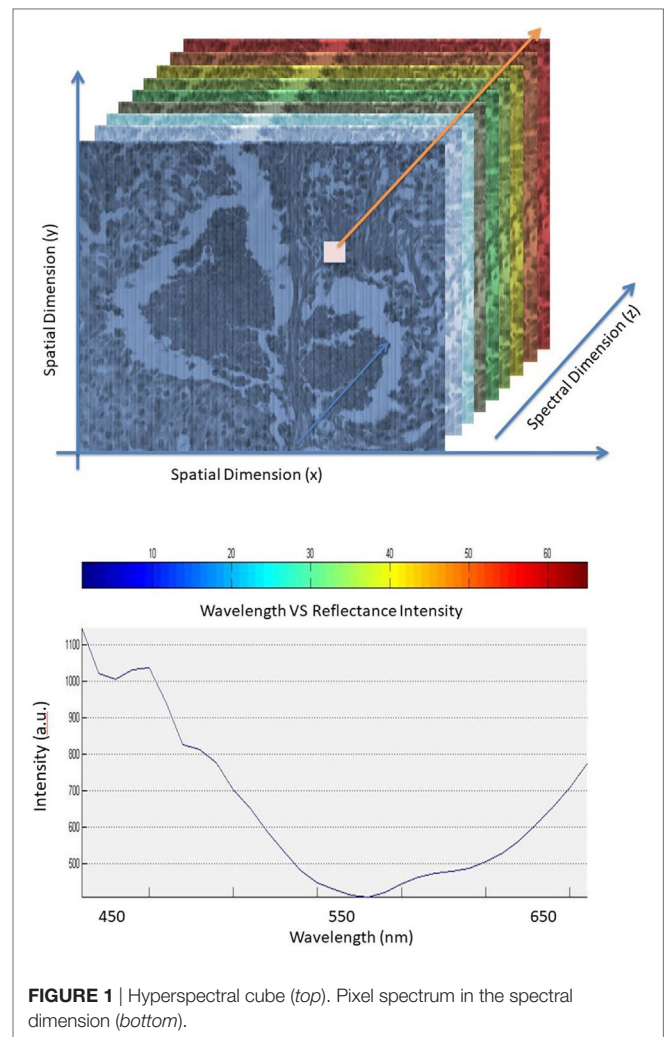 Spatial Dimension (y)
Spectral Dimension (z)
Spatial Dimension (x)
10 20 30 40 50 60
Wavelength VS Reflectance Intensity
1100
1000
900
800
700
600
500
Intensity (a.u.)
450 550 650
Wavelength (nm)
FIGURE 1 | Hyperspectral cube (top). Pixel spectrum in the spectral
dimension (bottom).